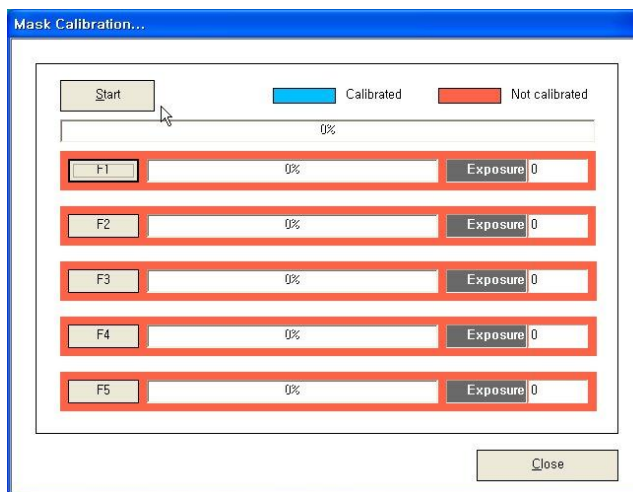 Mask Calibration...
Start Calibrated Not calibrated
0%
F1 0% Exposure 0
F2 0% Exposure 0
F3 0% Exposure 0
F4 0% Exposure 0
F5 0% Exposure 0
Close